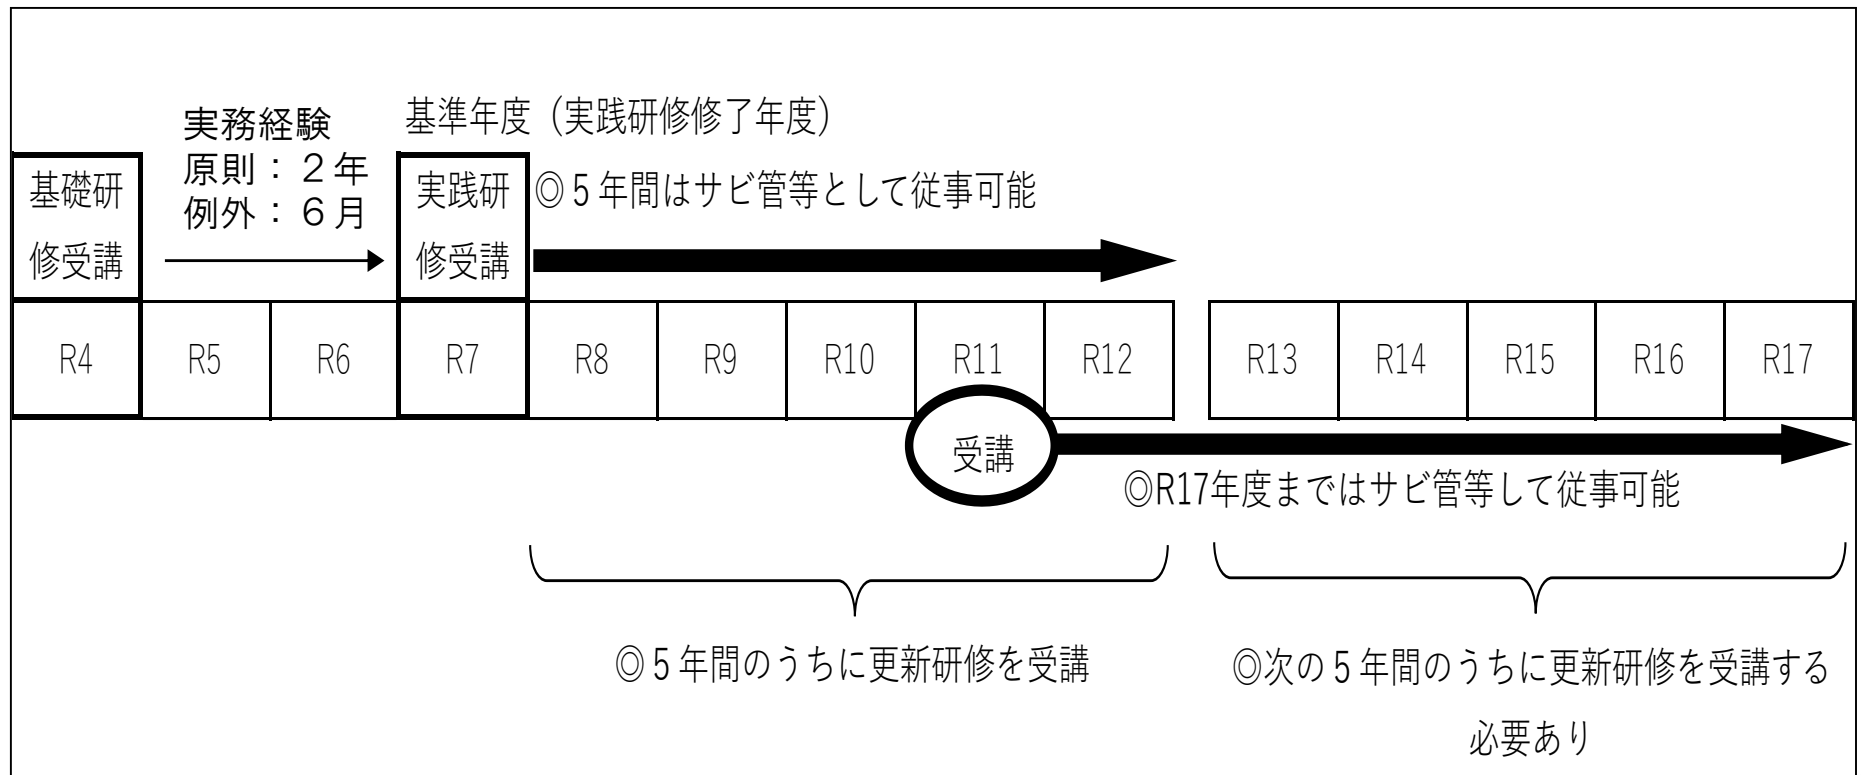 実務経験
原則：２年
例外：６月
基準年度（実践研修修了年度）
基礎研
修受講
実践研
修受講
◎５年間はサビ管等として従事可能
R4 R5 R6 R7 R8 R9 R10 R11 R12 R13 R14 R15 R16 R17
受講
◎R17年度まではサビ管等して従事可能
◎５年間のうちに更新研修を受講
◎次の５年間のうちに更新研修を受講する
必要あり